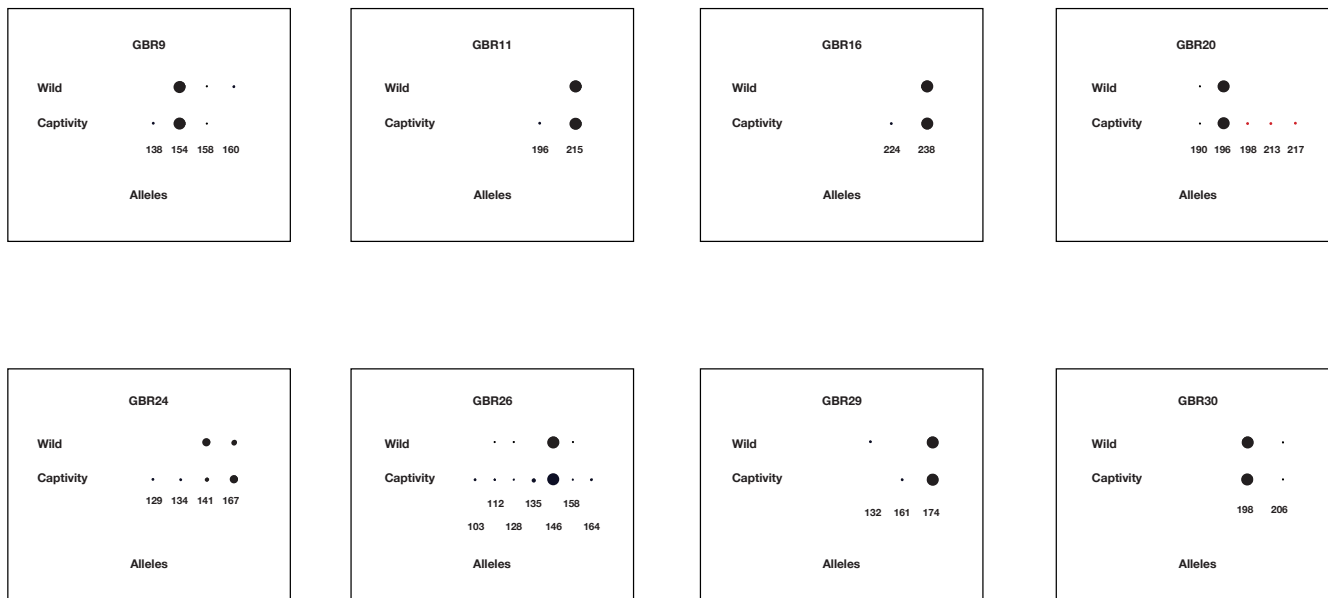 GBR9
Wild
Captivity
138 154 158 160
Alleles
GBR11
Wild
Captivity
196 215
Alleles
GBR16
Wild
Captivity
224 238
Alleles
GBR20
Wild
Captivity
190 196 198 213 217
Alleles
GBR24
Wild
Captivity
129 134 141 167
Alleles
GBR26
Wild
Captivity
112 135 158
103 128 146 164
Alleles
GBR29
Wild
Captivity
132 161 174
Alleles
GBR30
Wild
Captivity
198 206
Alleles